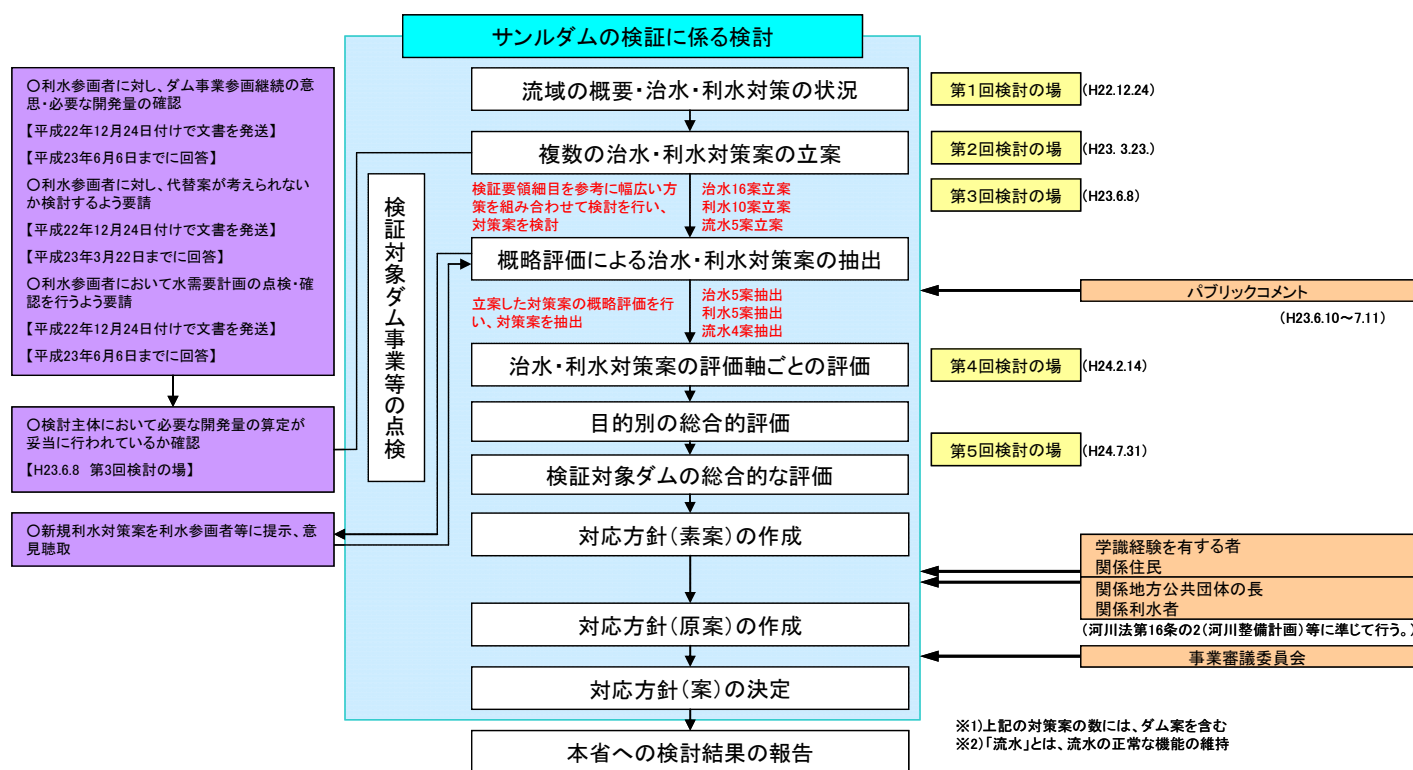 サンルダムの検証に係る検討
○利水参画者に対し、ダム事業参画継続の意
思・必要な開発量の確認
【平成22年12月24日付けで文書を発送】
【平成23年6月6日までに回答】
○利水参画者に対し、代替案が考えられない
か検討するよう要請
【平成22年12月24日付けで文書を発送】
【平成23年3月22日までに回答】
○利水参画者において水需要計画の点検・確
認を行うよう要請
【平成22年12月24日付けで文書を発送】
【平成23年6月6日までに回答】
○検討主体において必要な開発量の算定が
妥当に行われているか確認
【H23.6.8 第3回検討の場】
○新規利水対策案を利水参画者等に提示、意
見聴取
検証対象ダム事業等の点検
流域の概要・治水・利水対策の状況
複数の治水・利水対策案の立案
検証要領細目を参考に幅広い方
策を組み合わせて検討を行い、
対策案を検討
治水16案立案
利水10案立案
流水5案立案
概略評価による治水・利水対策案の抽出
立案した対策案の概略評価を行
い、対策案を抽出
治水5案抽出
利水5案抽出
流水4案抽出
治水・利水対策案の評価軸ごとの評価
目的別の総合的評価
検証対象ダムの総合的な評価
対応方針(素案)の作成
対応方針(原案)の作成
対応方針(案)の決定
本省への検討結果の報告
第1回検討の場 (H22.12.24)
第2回検討の場 (H23. 3.23.)
第3回検討の場 (H23.6.8)
パブリックコメント
(H23.6.10～7.11)
第4回検討の場 (H24.2.14)
第5回検討の場 (H24.7.31)
学識経験を有する者
関係住民
関係地方公共団体の長
関係利水者
(河川法第16条の2(河川整備計画)等に準じて行う。)
事業審議委員会
※1)上記の対策案の数には、ダム案を含む
※2)「流水」とは、流水の正常な機能の維持